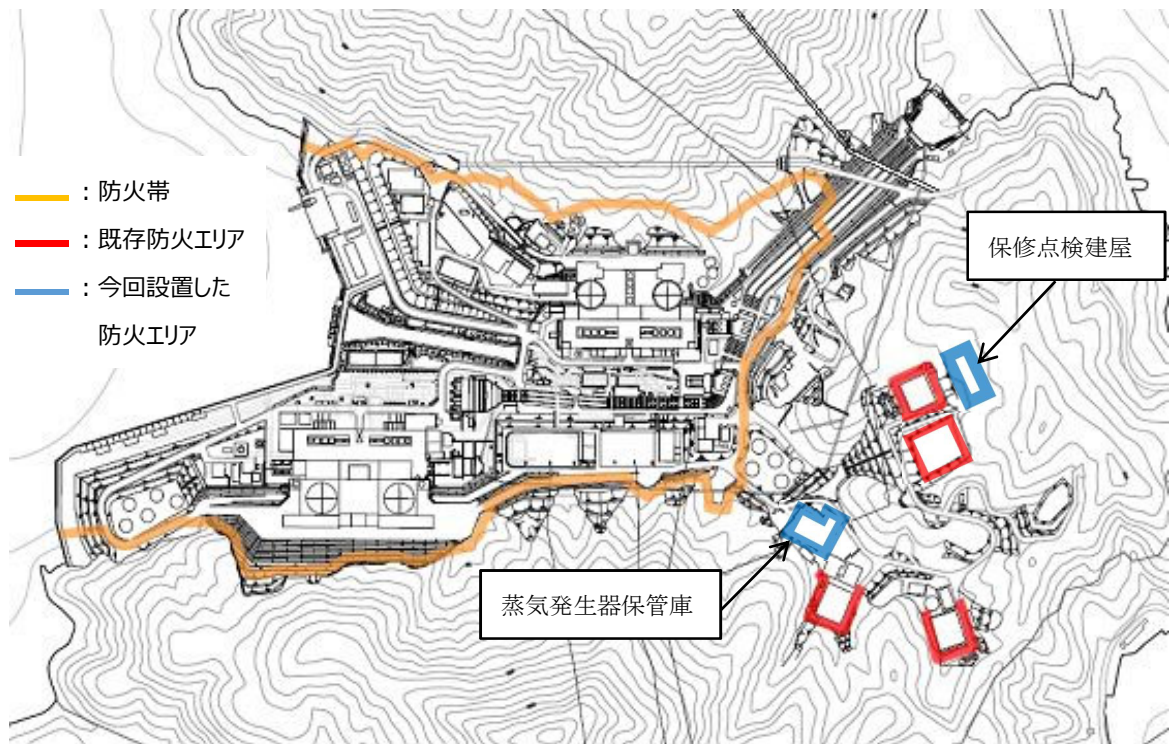 ：防火帯
：既存防火エリア
：今回設置した
防火エリア
保修点検建屋
蒸気発生器保管庫